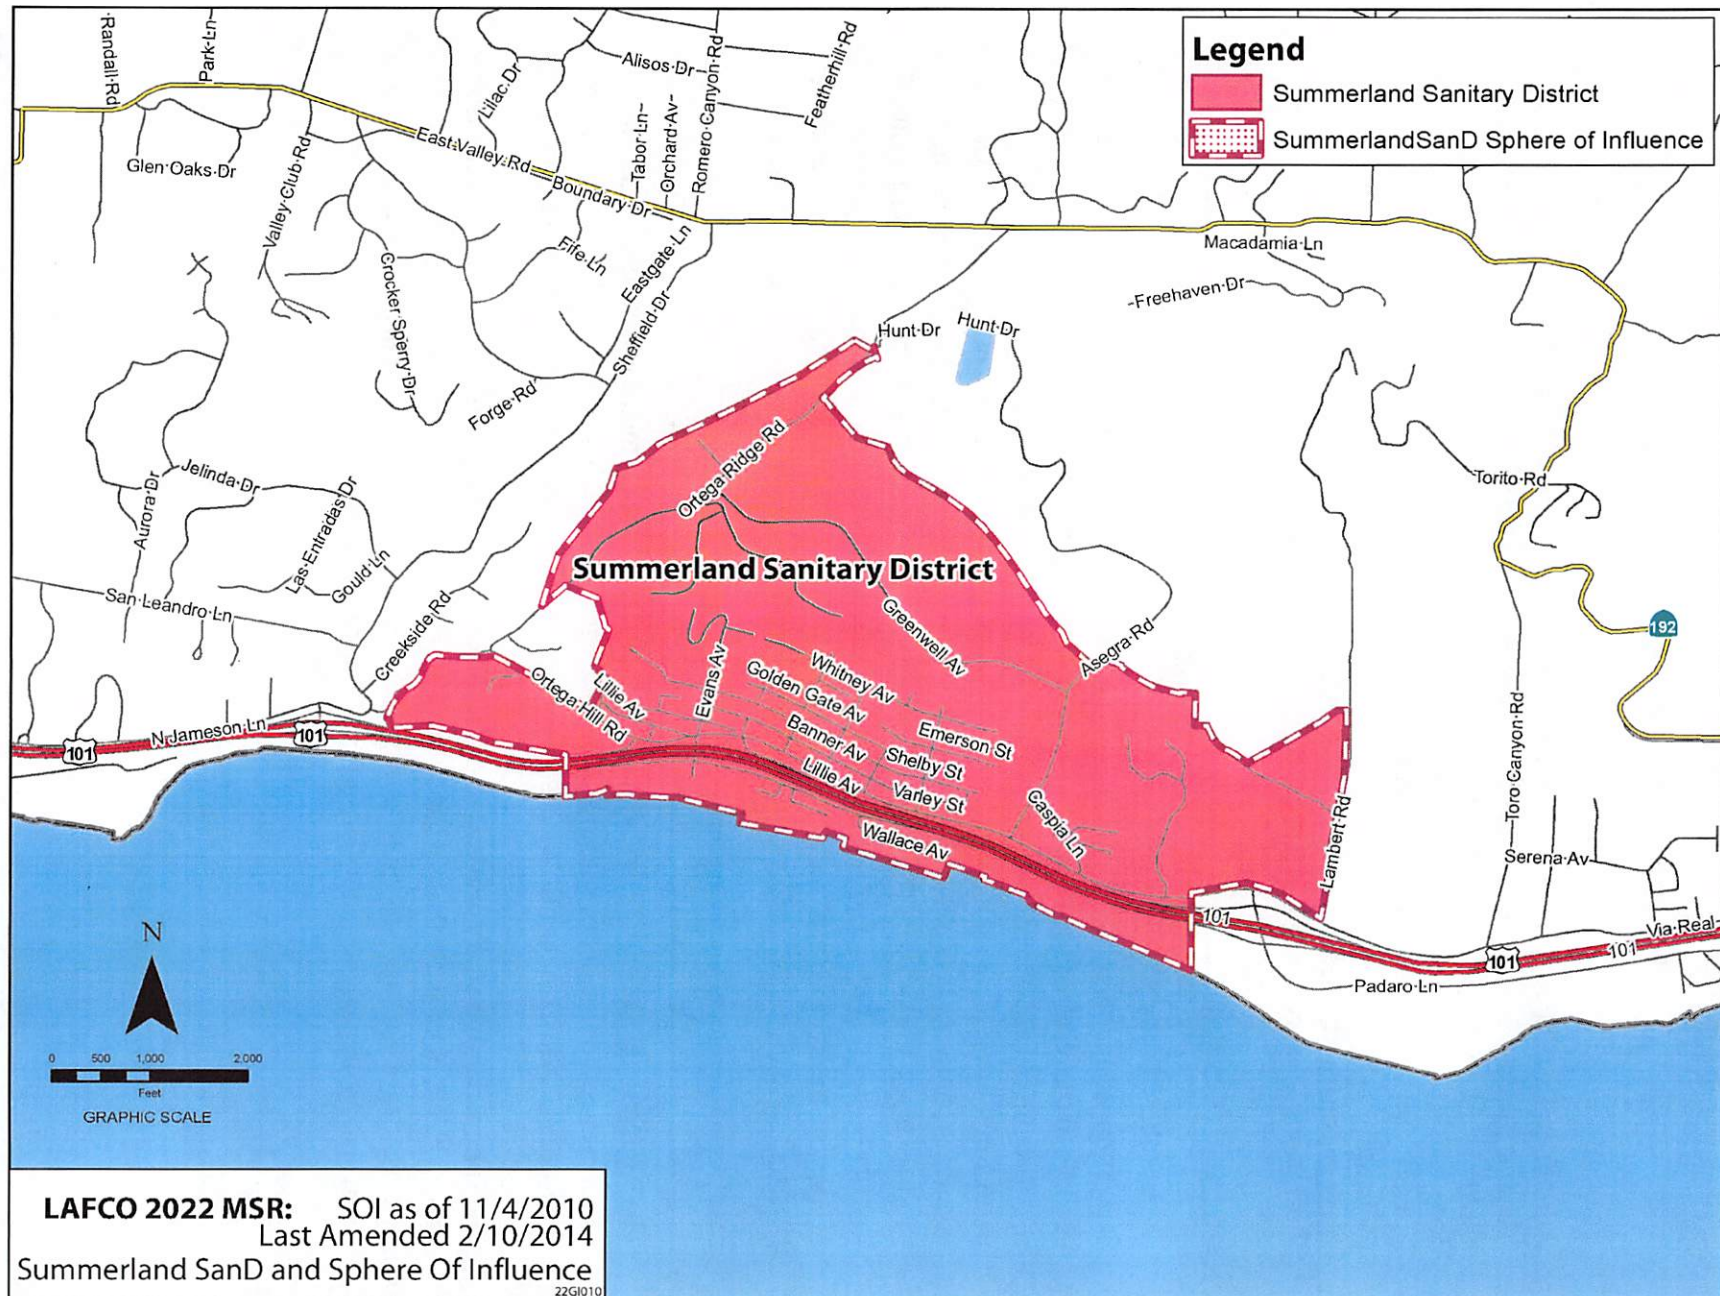 Legend
Summerland Sanitary District
SummerlandSanD Sphere of Influence
Randall Rd
Park Ln
Lilac Dr
Alisos Dr
Romero Canyon Rd
Featherhill Rd
Glen Oaks Dr
Valley Club Rd
East Valley Rd
Boundary Dr
Tabor Ln
Orchard Av
Fife Ln
Eastgate Ln
Macadamia Ln
Crocker Sperry Dr
Sheffield Dr
Freehaven Dr
Hunt Dr
Hunt Dr
Forge Rd
Ortega Ridge Rd
Jelinda Dr
Aurora Dr
Las Entradas Dr
Gould Ln
Torito Rd
Summerland Sanitary District
San Leandro Ln
Creekside Rd
Greenwell Av
Asegra Rd
192
Evans Av
Whitney Av
Golden Gate Av
Lillie Av
Ortega Hill Rd
Emerson St
Banner Av
Shelby St
Lillie Av
Varley St
Caspia Ln
Wallace Av
Lambert Rd
Toro Canyon Rd
Serena Av
N Jameson Ln
101
101
101
101
101
Via Real
Padaro Ln
N
0 500 1,000 2,000
Feet
GRAPHIC SCALE
LAFCO 2022 MSR: SOI as of 11/4/2010
Last Amended 2/10/2014
Summerland SanD and Sphere Of Influence
22GI010